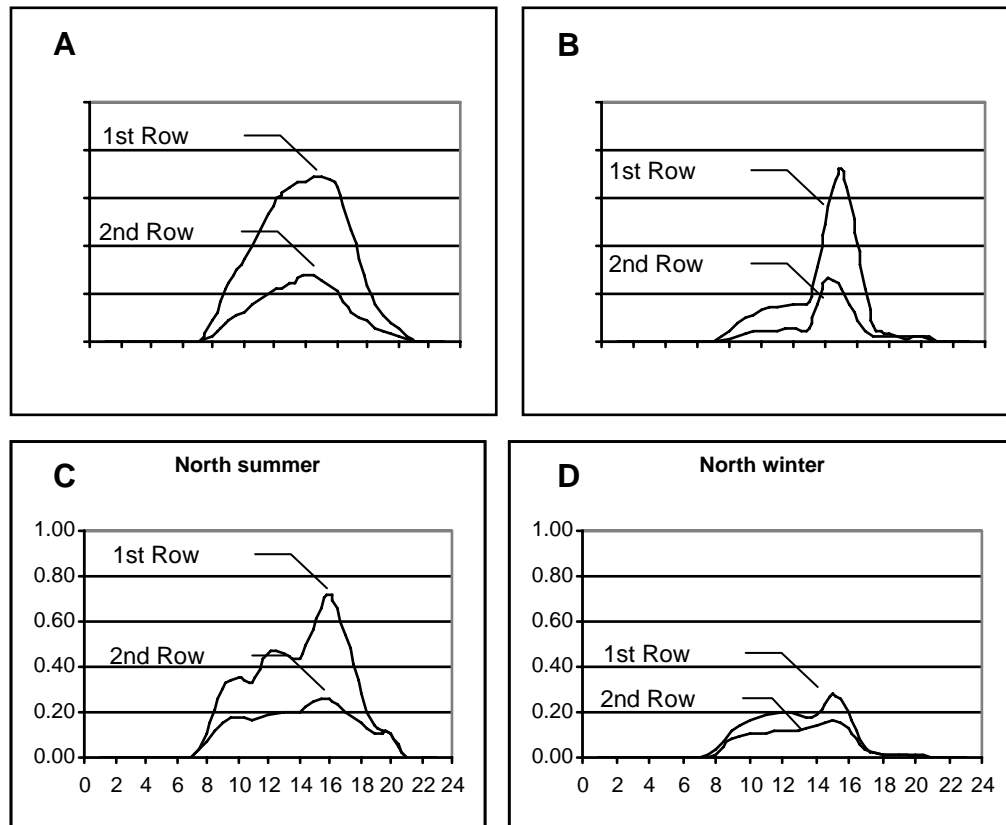 A
1st Row
2nd Row
B
1st Row
2nd Row
C
North summer
1.00
0.80
0.60
0.40
0.20
0.00
1st Row
2nd Row
0 2 4 6 8 10 12 14 16 18 20 22 24
D
North winter
1.00
0.80
0.60
0.40
0.20
0.00
1st Row
2nd Row
0 2 4 6 8 10 12 14 16 18 20 22 24